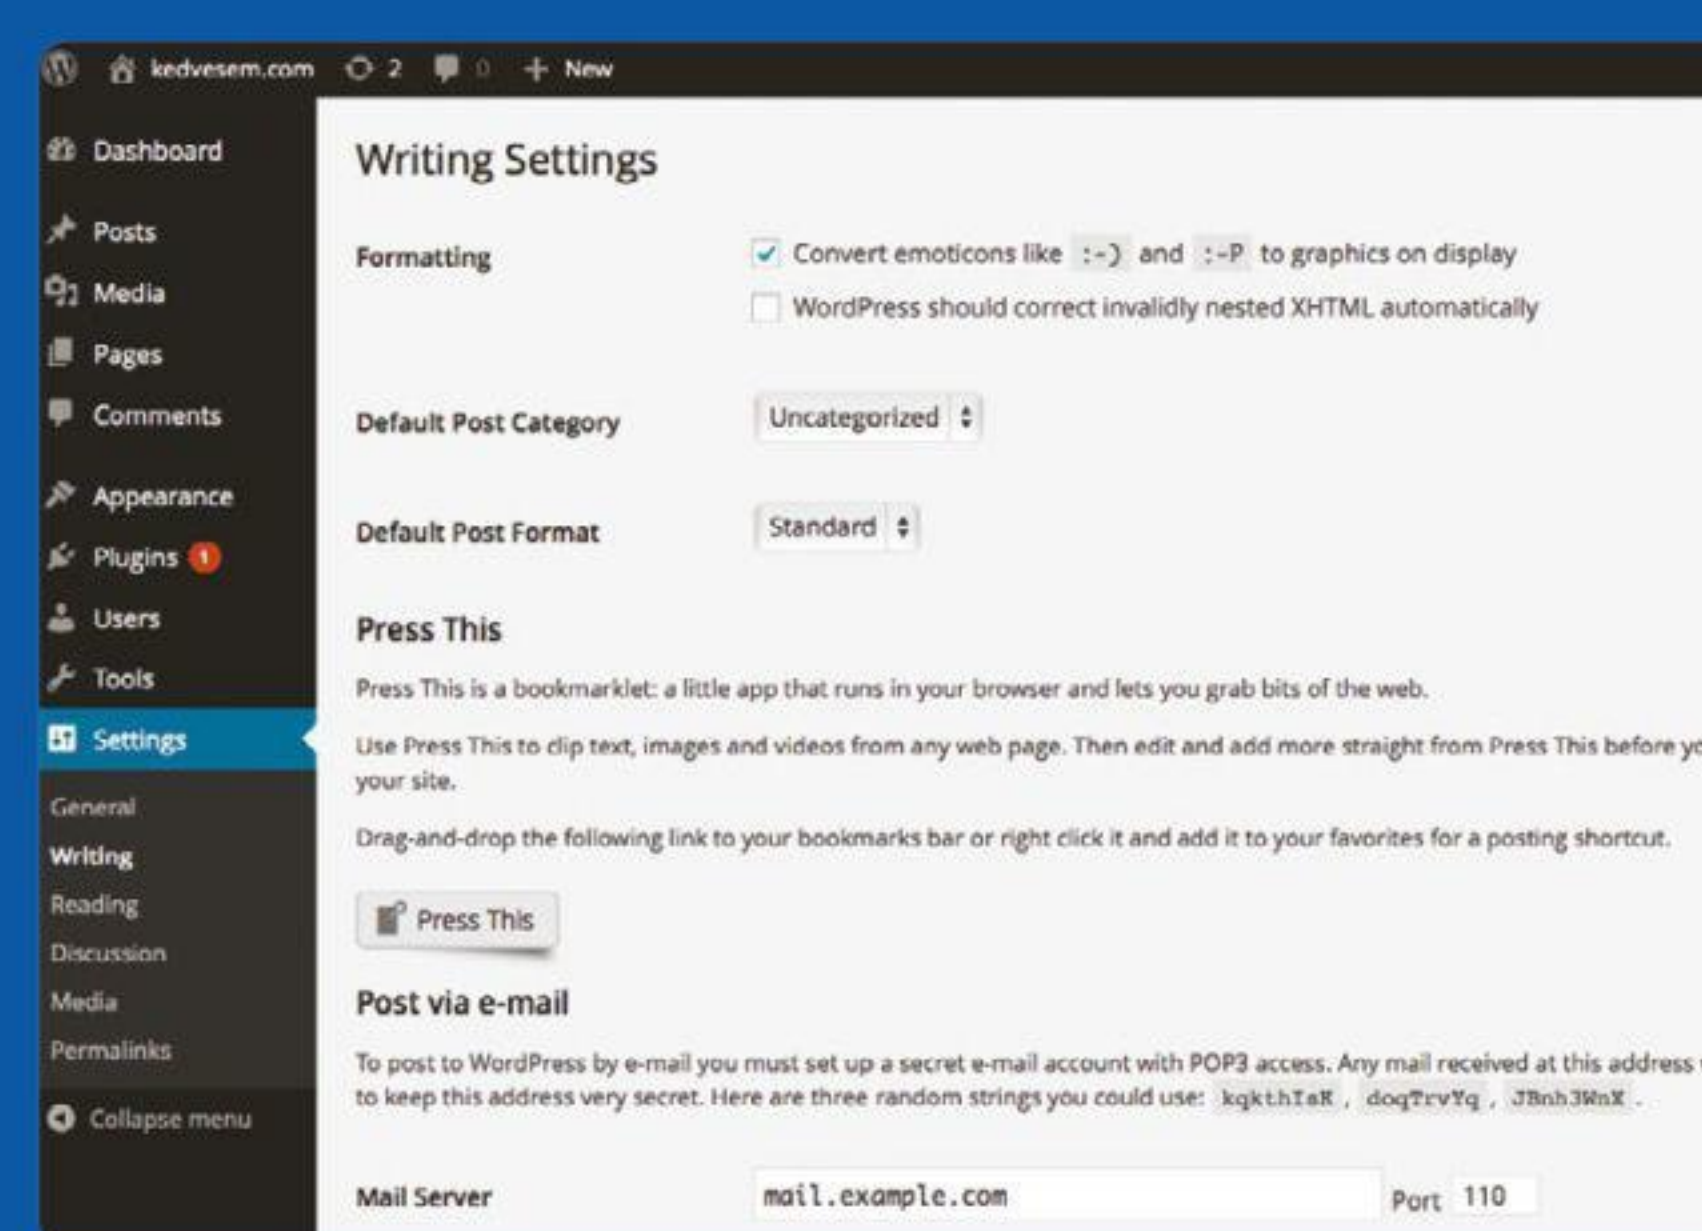 kedvesem.com 2 0 + New
Dashboard
Posts
Media
Pages
Comments
Appearance
Plugins 1
Users
Tools
Settings
General
Writing
Reading
Discussion
Media
Permalinks
Collapse menu
Writing Settings
Formatting
Convert emoticons like :-) and :-P to graphics on display
WordPress should correct invalidly nested XHTML automatically
Default Post Category Uncategorized
Default Post Format Standard
Press This
Press This is a bookmarklet: a little app that runs in your browser and lets you grab bits of the web.
Use Press This to clip text, images and videos from any web page. Then edit and add more straight from Press This before yo
your site.
Drag-and-drop the following link to your bookmarks bar or right click it and add it to your favorites for a posting shortcut.
Press This
Post via e-mail
To post to WordPress by e-mail you must set up a secret e-mail account with POP3 access. Any mail received at this address
to keep this address very secret. Here are three random strings you could use: kqkthIsK , doqTrvYq , JBnh3WnX .
Mail Server mail.example.com Port 110